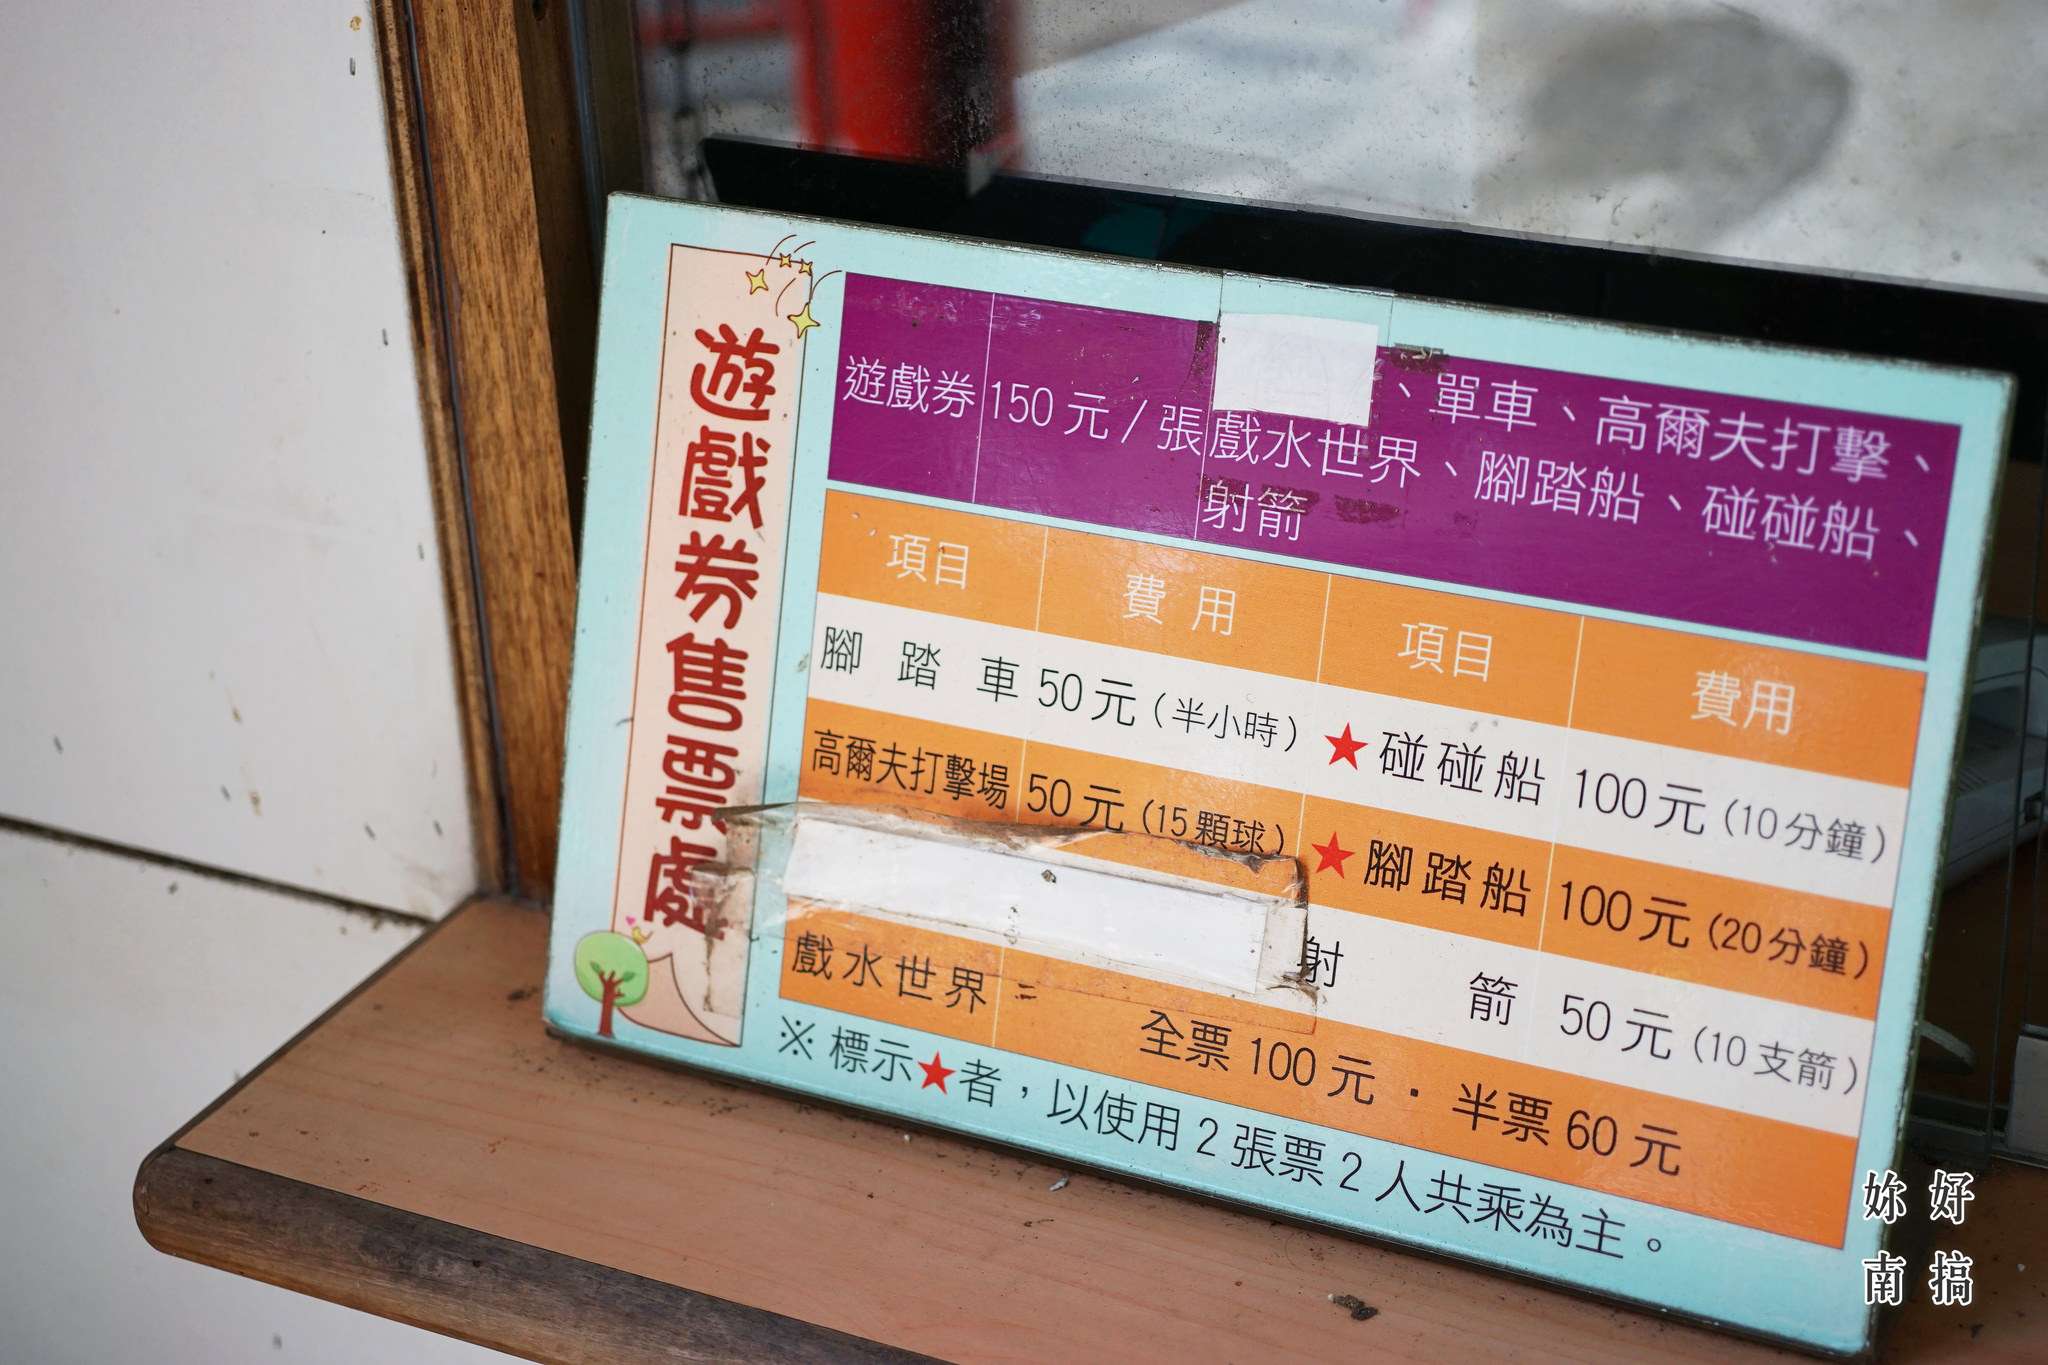 遊戲券售票處
遊戲券 150元/張 、單車、高爾夫打擊、
戲水世界、腳踏船、碰碰船、
射箭
項目 費用 項目 費用
腳踏車 50元(半小時) ★碰碰船 100元(10分鐘)
高爾夫打擊場 50元(15顆球) ★腳踏船 100元(20分鐘)
射箭 50元(10支箭)
戲水世界 全票100元．半票60元
※標示★者，以使用2張票2人共乘為主。
妳好
南搞